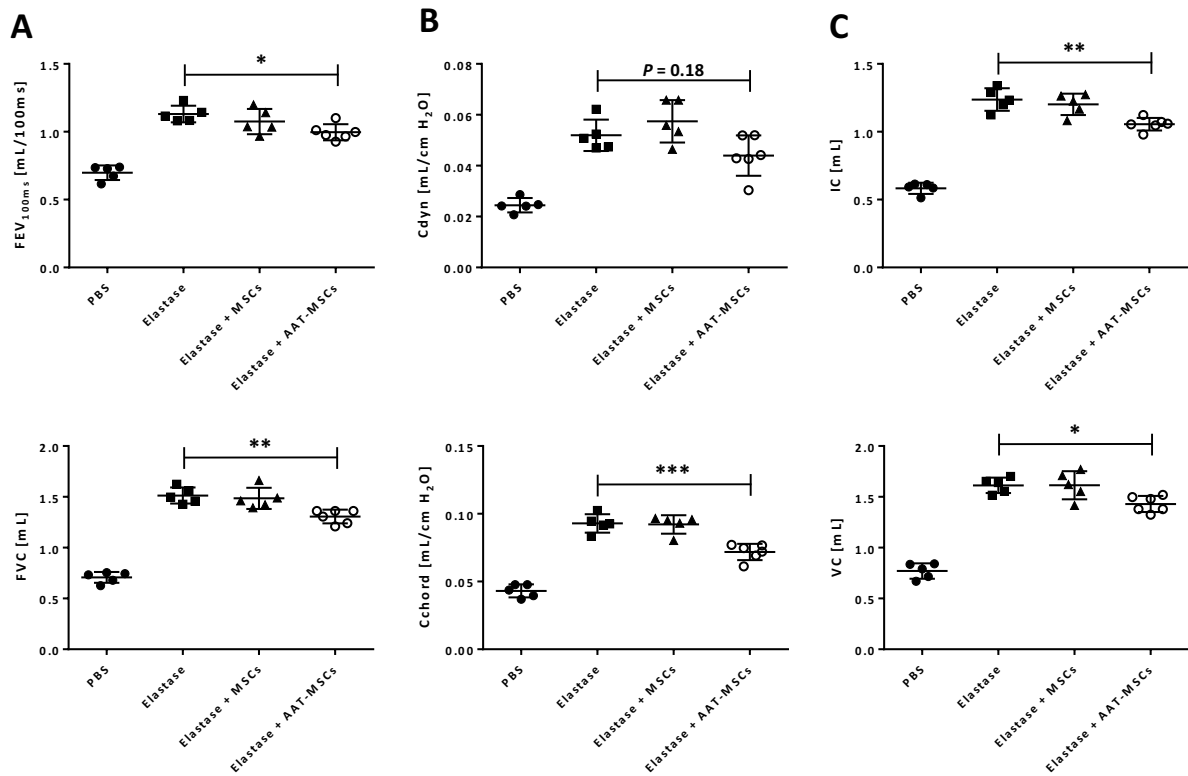 A
FEV100ms [mL/100ms]
1.5
1.0
0.5
0.0
*
PBS
Elastase
Elastase + MSCs
Elastase + AAT-MSCs
B
Cdyn [mL/cm H2O]
0.08
0.06
0.04
0.02
0.00
P = 0.18
PBS
Elastase
Elastase + MSCs
Elastase + AAT-MSCs
C
IC [mL]
1.5
1.0
0.5
0.0
**
PBS
Elastase
Elastase + MSCs
Elastase + AAT-MSCs
FVC [mL]
2.0
1.5
1.0
0.5
0.0
**
PBS
Elastase
Elastase + MSCs
Elastase + AAT-MSCs
Cchord [mL/cm H2O]
0.15
0.10
0.05
0.00
***
PBS
Elastase
Elastase + MSCs
Elastase + AAT-MSCs
VC [mL]
2.0
1.5
1.0
0.5
0.0
*
PBS
Elastase
Elastase + MSCs
Elastase + AAT-MSCs